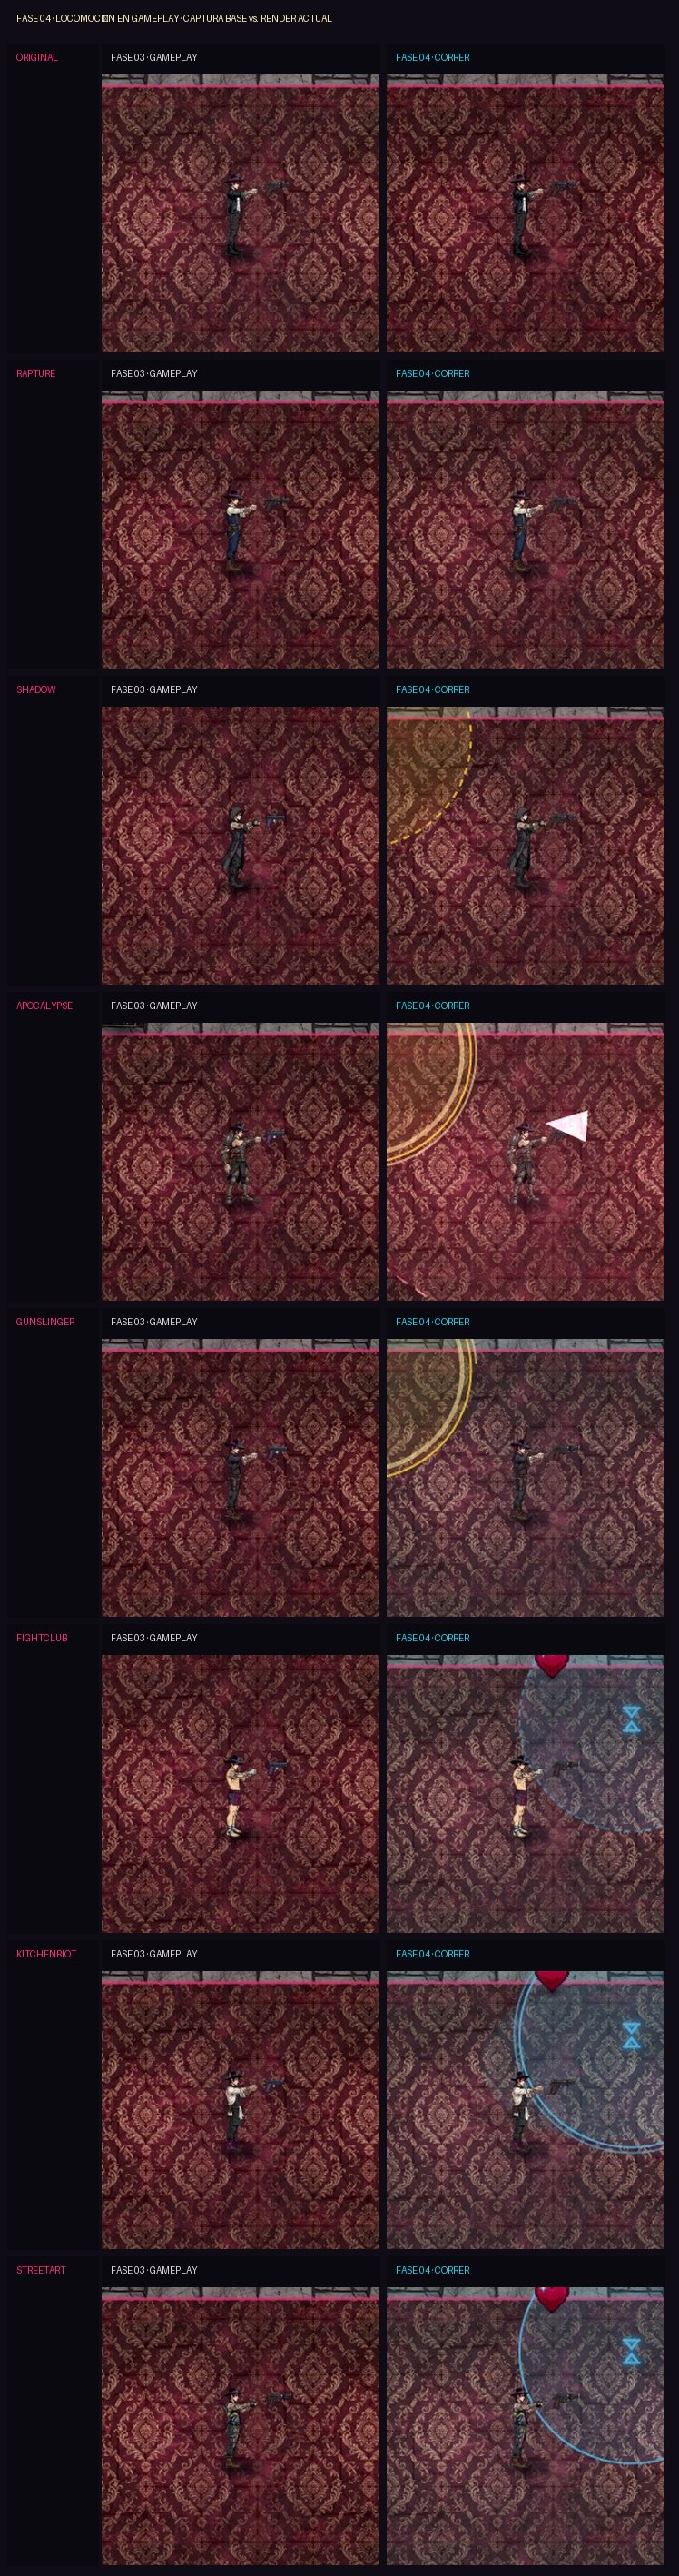 FASE 04 · LOCOMOCI▯▯N EN GAMEPLAY · CAPTURA BASE vs. RENDER ACTUAL
ORIGINAL
FASE 03 · GAMEPLAY
FASE 04 · CORRER
RAPTURE
FASE 03 · GAMEPLAY
FASE 04 · CORRER
SHADOW
FASE 03 · GAMEPLAY
FASE 04 · CORRER
APOCALYPSE
FASE 03 · GAMEPLAY
FASE 04 · CORRER
GUNSLINGER
FASE 03 · GAMEPLAY
FASE 04 · CORRER
FIGHTCLUB
FASE 03 · GAMEPLAY
FASE 04 · CORRER
KITCHENRIOT
FASE 03 · GAMEPLAY
FASE 04 · CORRER
STREETART
FASE 03 · GAMEPLAY
FASE 04 · CORRER